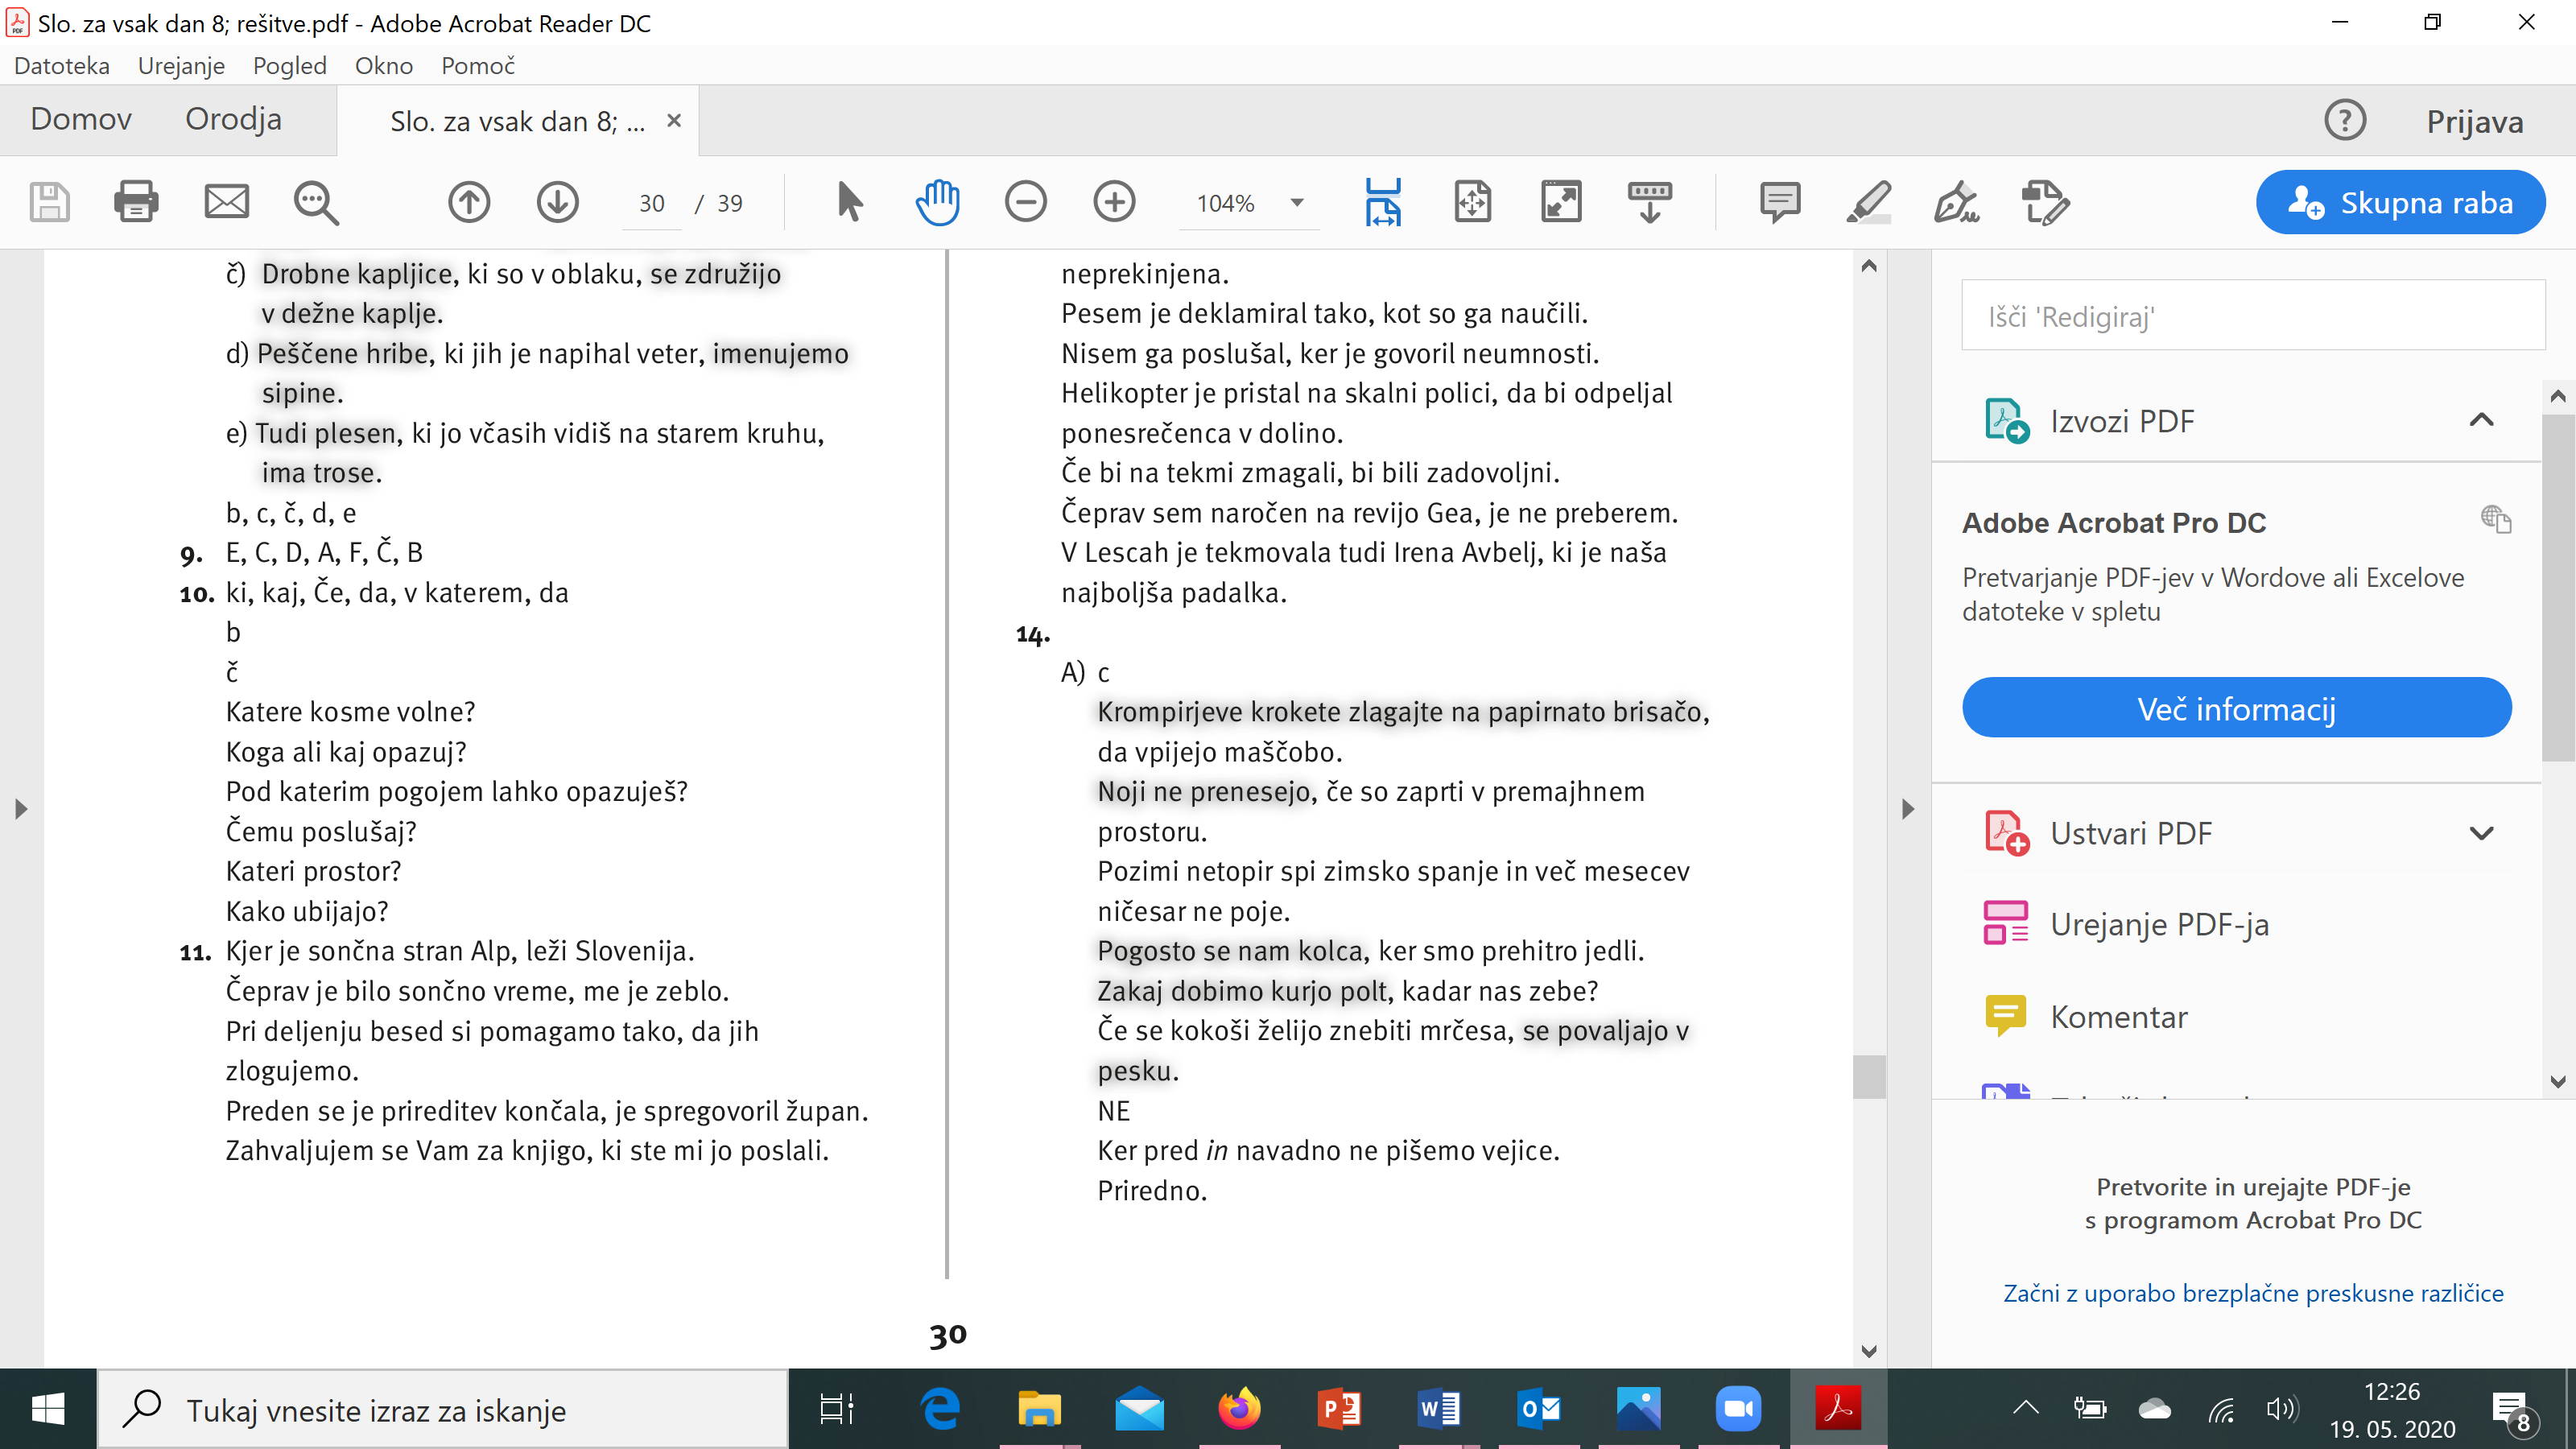 Slo. za vsak dan 8; rešitve.pdf - Adobe Acrobat Reader DC
Datoteka Urejanje Pogled Okno Pomoč
Domov Orodja Slo. za vsak dan 8; ... × Prijava
30 / 39 104% Skupna raba
č) Drobne kapljice, ki so v oblaku, se združijo
v dežne kaplje.
d) Peščene hribe, ki jih je napihal veter, imenujemo
sipine.
e) Tudi plesen, ki jo včasih vidiš na starem kruhu,
ima trose.
b, c, č, d, e
9. E, C, D, A, F, Č, B
10. ki, kaj, Če, da, v katerem, da
b
č
Katere kosme volne?
Koga ali kaj opazuj?
Pod katerim pogojem lahko opazuješ?
Čemu poslušaj?
Kateri prostor?
Kako ubijajo?
11. Kjer je sončna stran Alp, leži Slovenija.
Čeprav je bilo sončno vreme, me je zeblo.
Pri deljenju besed si pomagamo tako, da jih
zlogujemo.
Preden se je prireditev končala, je spregovoril župan.
Zahvaljujem se Vam za knjigo, ki ste mi jo poslali.
neprekinjena.
Pesem je deklamiral tako, kot so ga naučili.
Nisem ga poslušal, ker je govoril neumnosti.
Helikopter je pristal na skalni polici, da bi odpeljal
ponesrečenca v dolino.
Če bi na tekmi zmagali, bi bili zadovoljni.
Čeprav sem naročen na revijo Gea, je ne preberem.
V Lescah je tekmovala tudi Irena Avbelj, ki je naša
najboljša padalka.
14.
A) c
Krompirjeve krokete zlagajte na papirnato brisačo,
da vpijejo maščobo.
Noji ne prenesejo, če so zaprti v premajhnem
prostoru.
Pozimi netopir spi zimsko spanje in več mesecev
ničesar ne poje.
Pogosto se nam kolca, ker smo prehitro jedli.
Zakaj dobimo kurjo polt, kadar nas zebe?
Če se kokoši želijo znebiti mrčesa, se povaljajo v
pesku.
NE
Ker pred in navadno ne pišemo vejice.
Priredno.
30
Išči 'Redigiraj'
Izvozi PDF
Adobe Acrobat Pro DC
Pretvarjanje PDF-jev v Wordove ali Excelove
datoteke v spletu
Več informacij
Ustvari PDF
Urejanje PDF-ja
Komentar
Pretvorite in urejajte PDF-je
s programom Acrobat Pro DC
Začni z uporabo brezplačne preskusne različice
Tukaj vnesite izraz za iskanje
12:26
19. 05. 2020
8